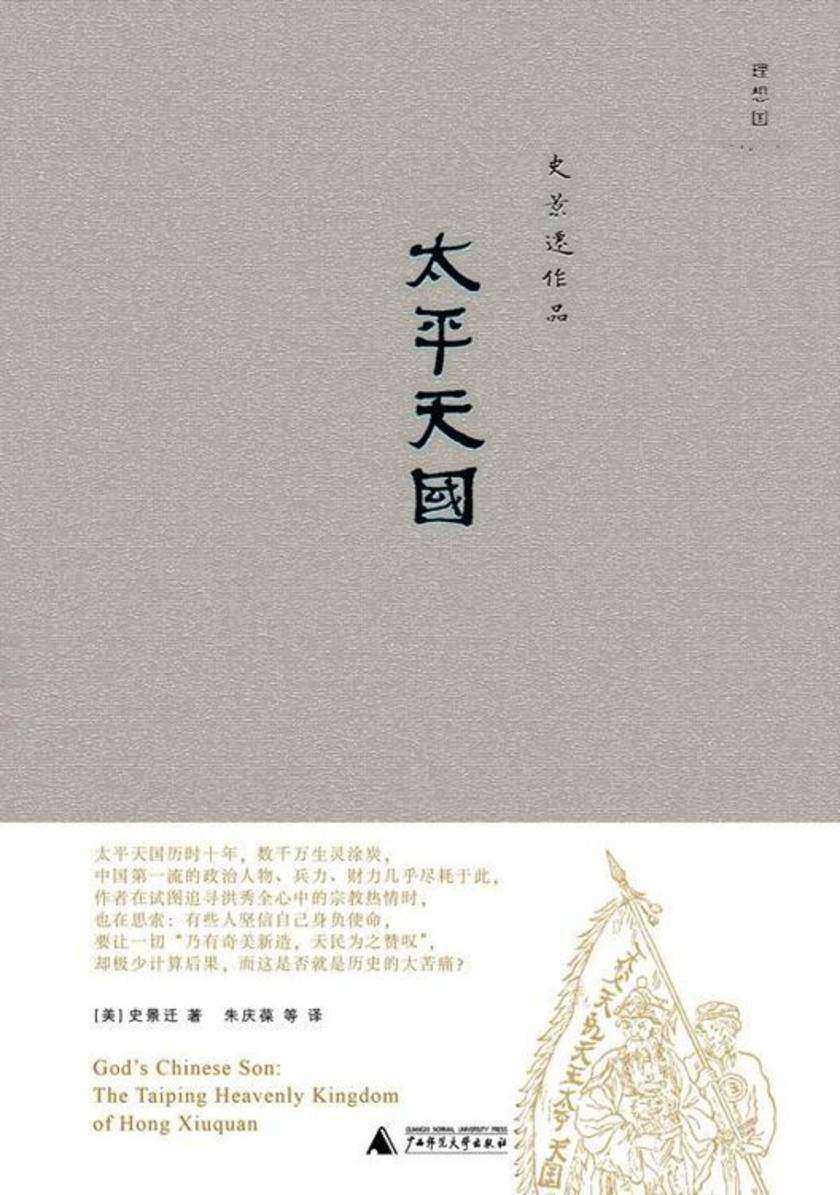 理想国
史景遷作品
太平天國
太平天国历时十年，数千万生灵涂炭，
中国第一流的政治人物、兵力、财力几乎尽耗于此，
作者在试图追寻洪秀全心中的宗教热情时，
也在思索：有些人坚信自己身负使命，
要让一切“乃有奇美新造，天民为之赞叹”，
却极少计算后果，而这是否就是历史的大苦痛？
[美]史景迁 著 朱庆葆 等 译
God's Chinese Son:
The Taiping Heavenly Kingdom
of Hong Xiuquan
GUANGXI NORMAL UNIVERSITY PRESS
广西师范大学出版社
太平天國